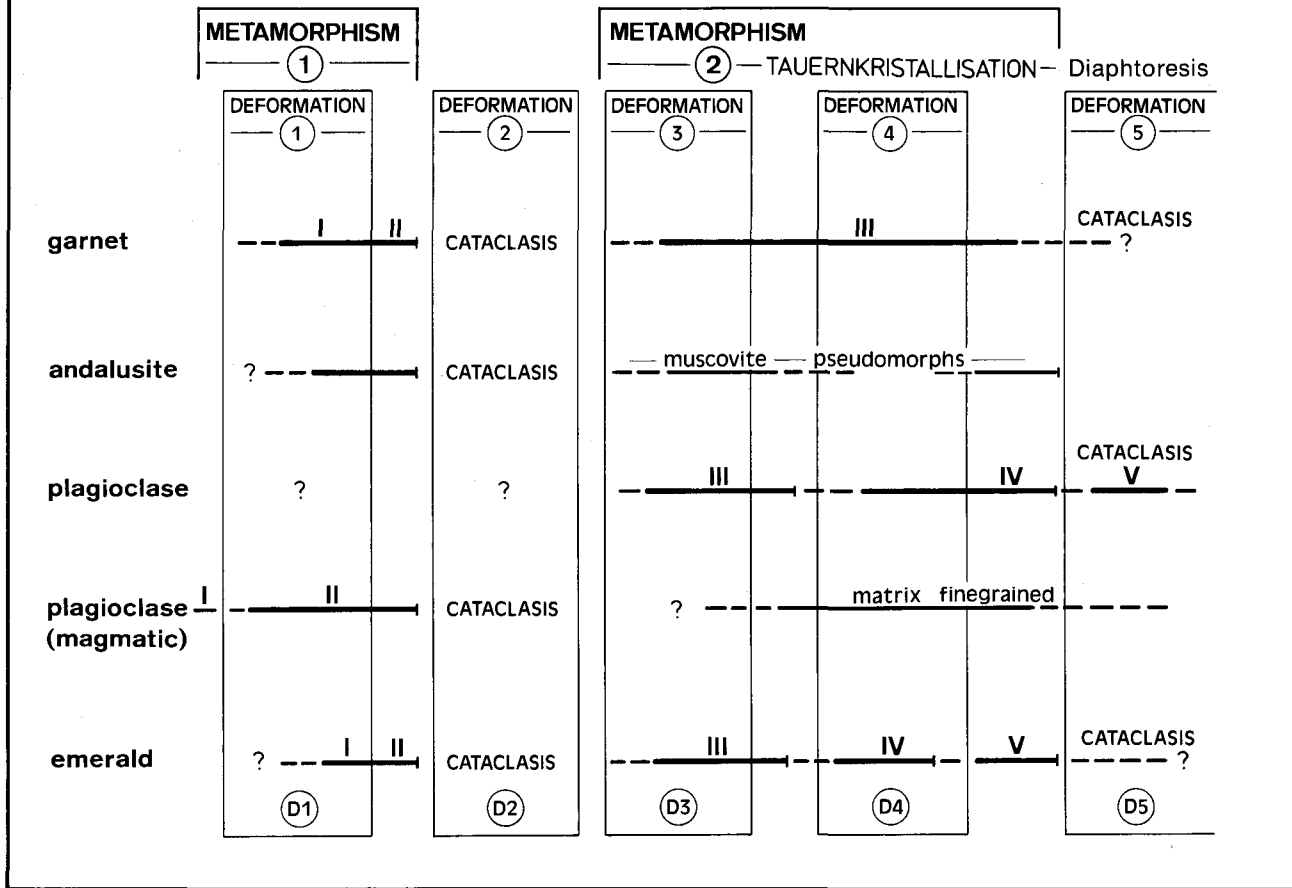 METAMORPHISM
1
METAMORPHISM
2 — TAUERNKRISTALLISATION — Diaphtoresis
DEFORMATION
1
DEFORMATION
2
DEFORMATION
3
DEFORMATION
4
DEFORMATION
5
garnet I II CATACLASIS III CATACLASIS ?
andalusite ? CATACLASIS muscovite — pseudomorphs
plagioclase ? ? III IV CATACLASIS V
plagioclase I II CATACLASIS ? matrix finegrained
(magmatic)
emerald ? I II CATACLASIS III IV V CATACLASIS ?
D1 D2 D3 D4 D5